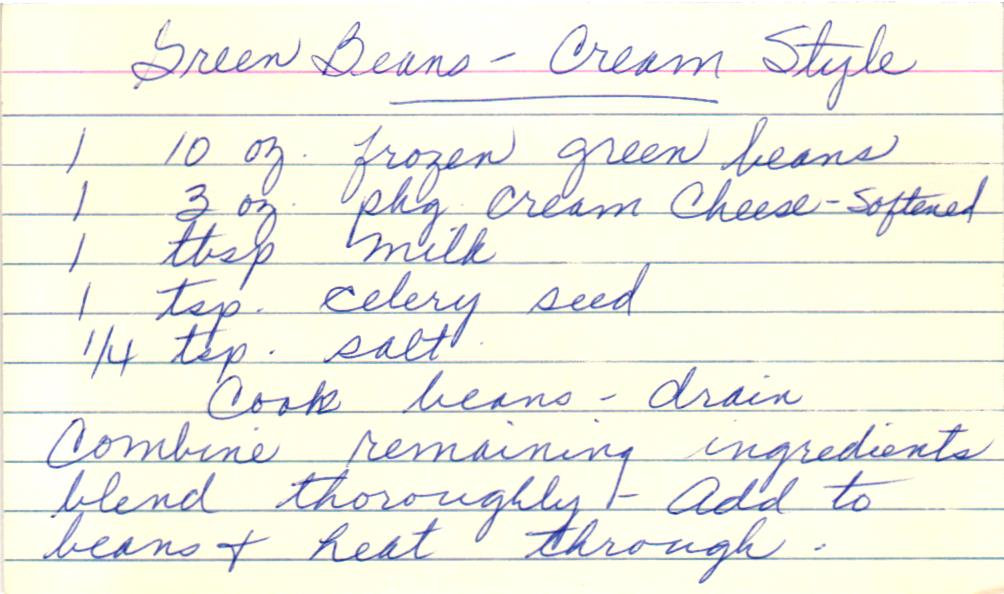 Green Beans - Cream Style
1 10 oz. frozen green beans
1 3 oz. pkg. cream cheese - softened
1 tbsp milk
1 tsp. celery seed
1/4 tsp. salt
Cook beans - drain
Combine remaining ingredients
blend thoroughly - Add to
beans + heat through.